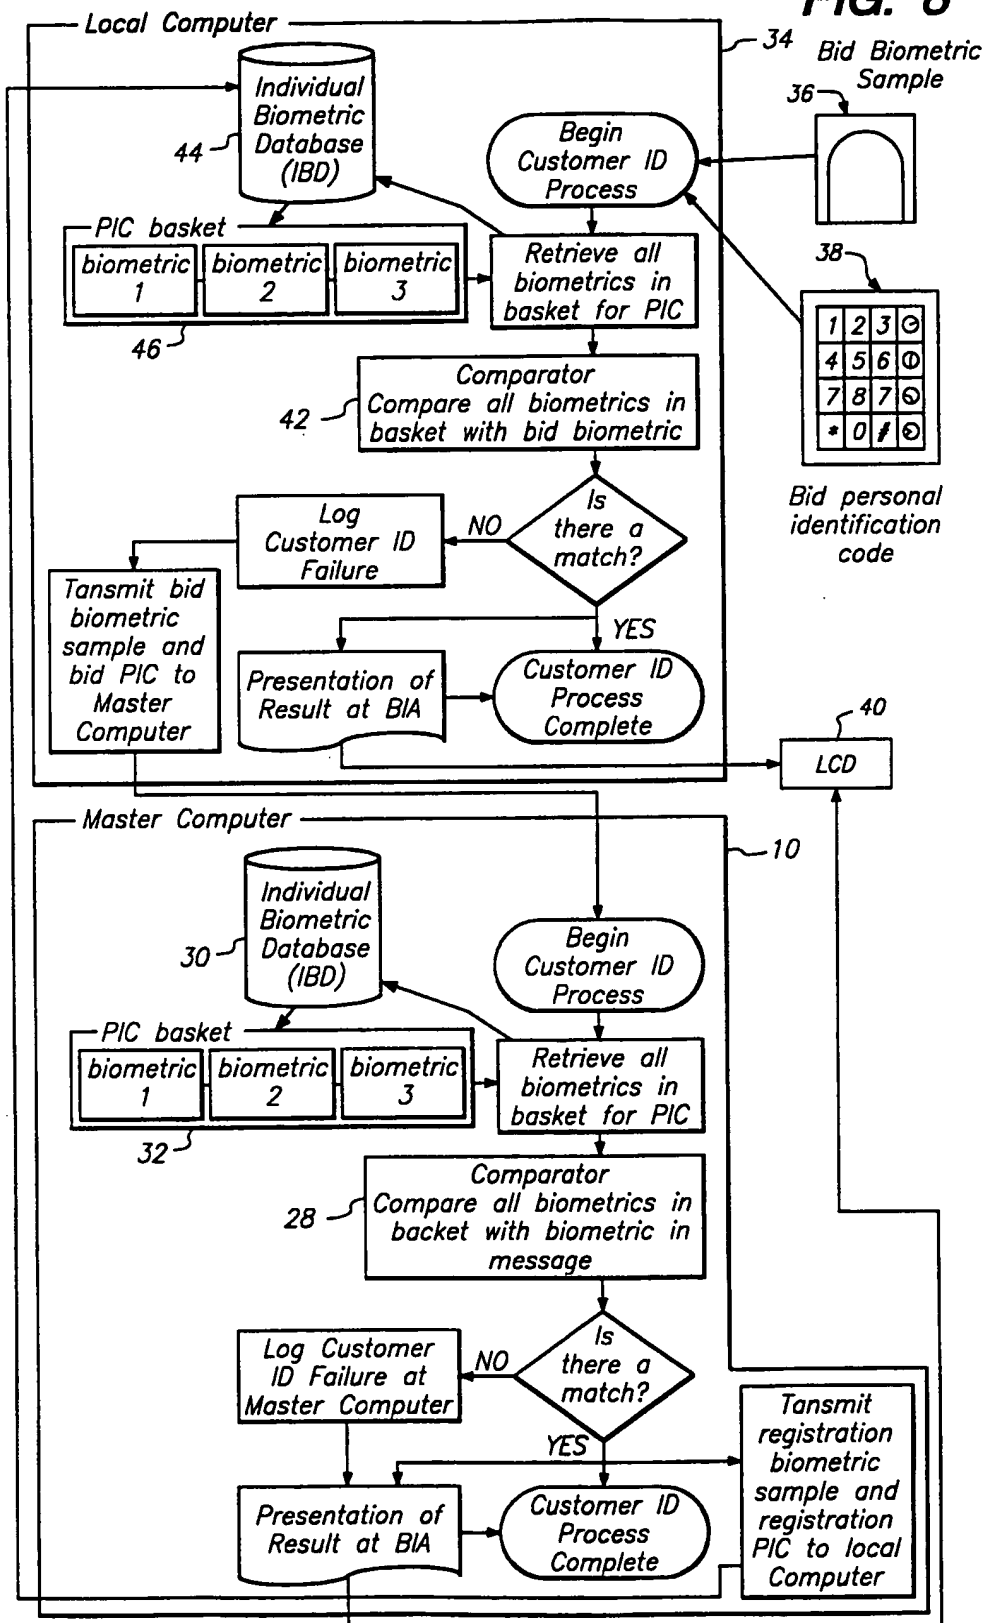 Local Computer
34
Bid Biometric
Sample
36
Individual
Biometric
Database
(IBD)
44
Begin
Customer ID
Process
PIC basket
biometric
1
biometric
2
biometric
3
46
Retrieve all
biometrics in
basket for PIC
38
1 2 3
4 5 6
7 8 7
* 0 #
Bid personal
identification
code
Comparator
Compare all biometrics in
basket with bid biometric
42
Is
there a
match?
NO
Log
Customer ID
Failure
Tansmit bid
biometric
sample and
bid PIC to
Master
Computer
YES
Presentation of
Result at BIA
Customer ID
Process
Complete
40
LCD
Master Computer
10
Individual
Biometric
Database
(IBD)
30
Begin
Customer ID
Process
PIC basket
biometric
1
biometric
2
biometric
3
32
Retrieve all
biometrics in
basket for PIC
Comparator
Compare all biometrics in
backet with biometric in
message
28
Is
there a
match?
NO
Log Customer
ID Failure at
Master Computer
YES
Tansmit
registration
biometric
sample and
registration
PIC to local
Computer
Presentation of
Result at BIA
Customer ID
Process
Complete